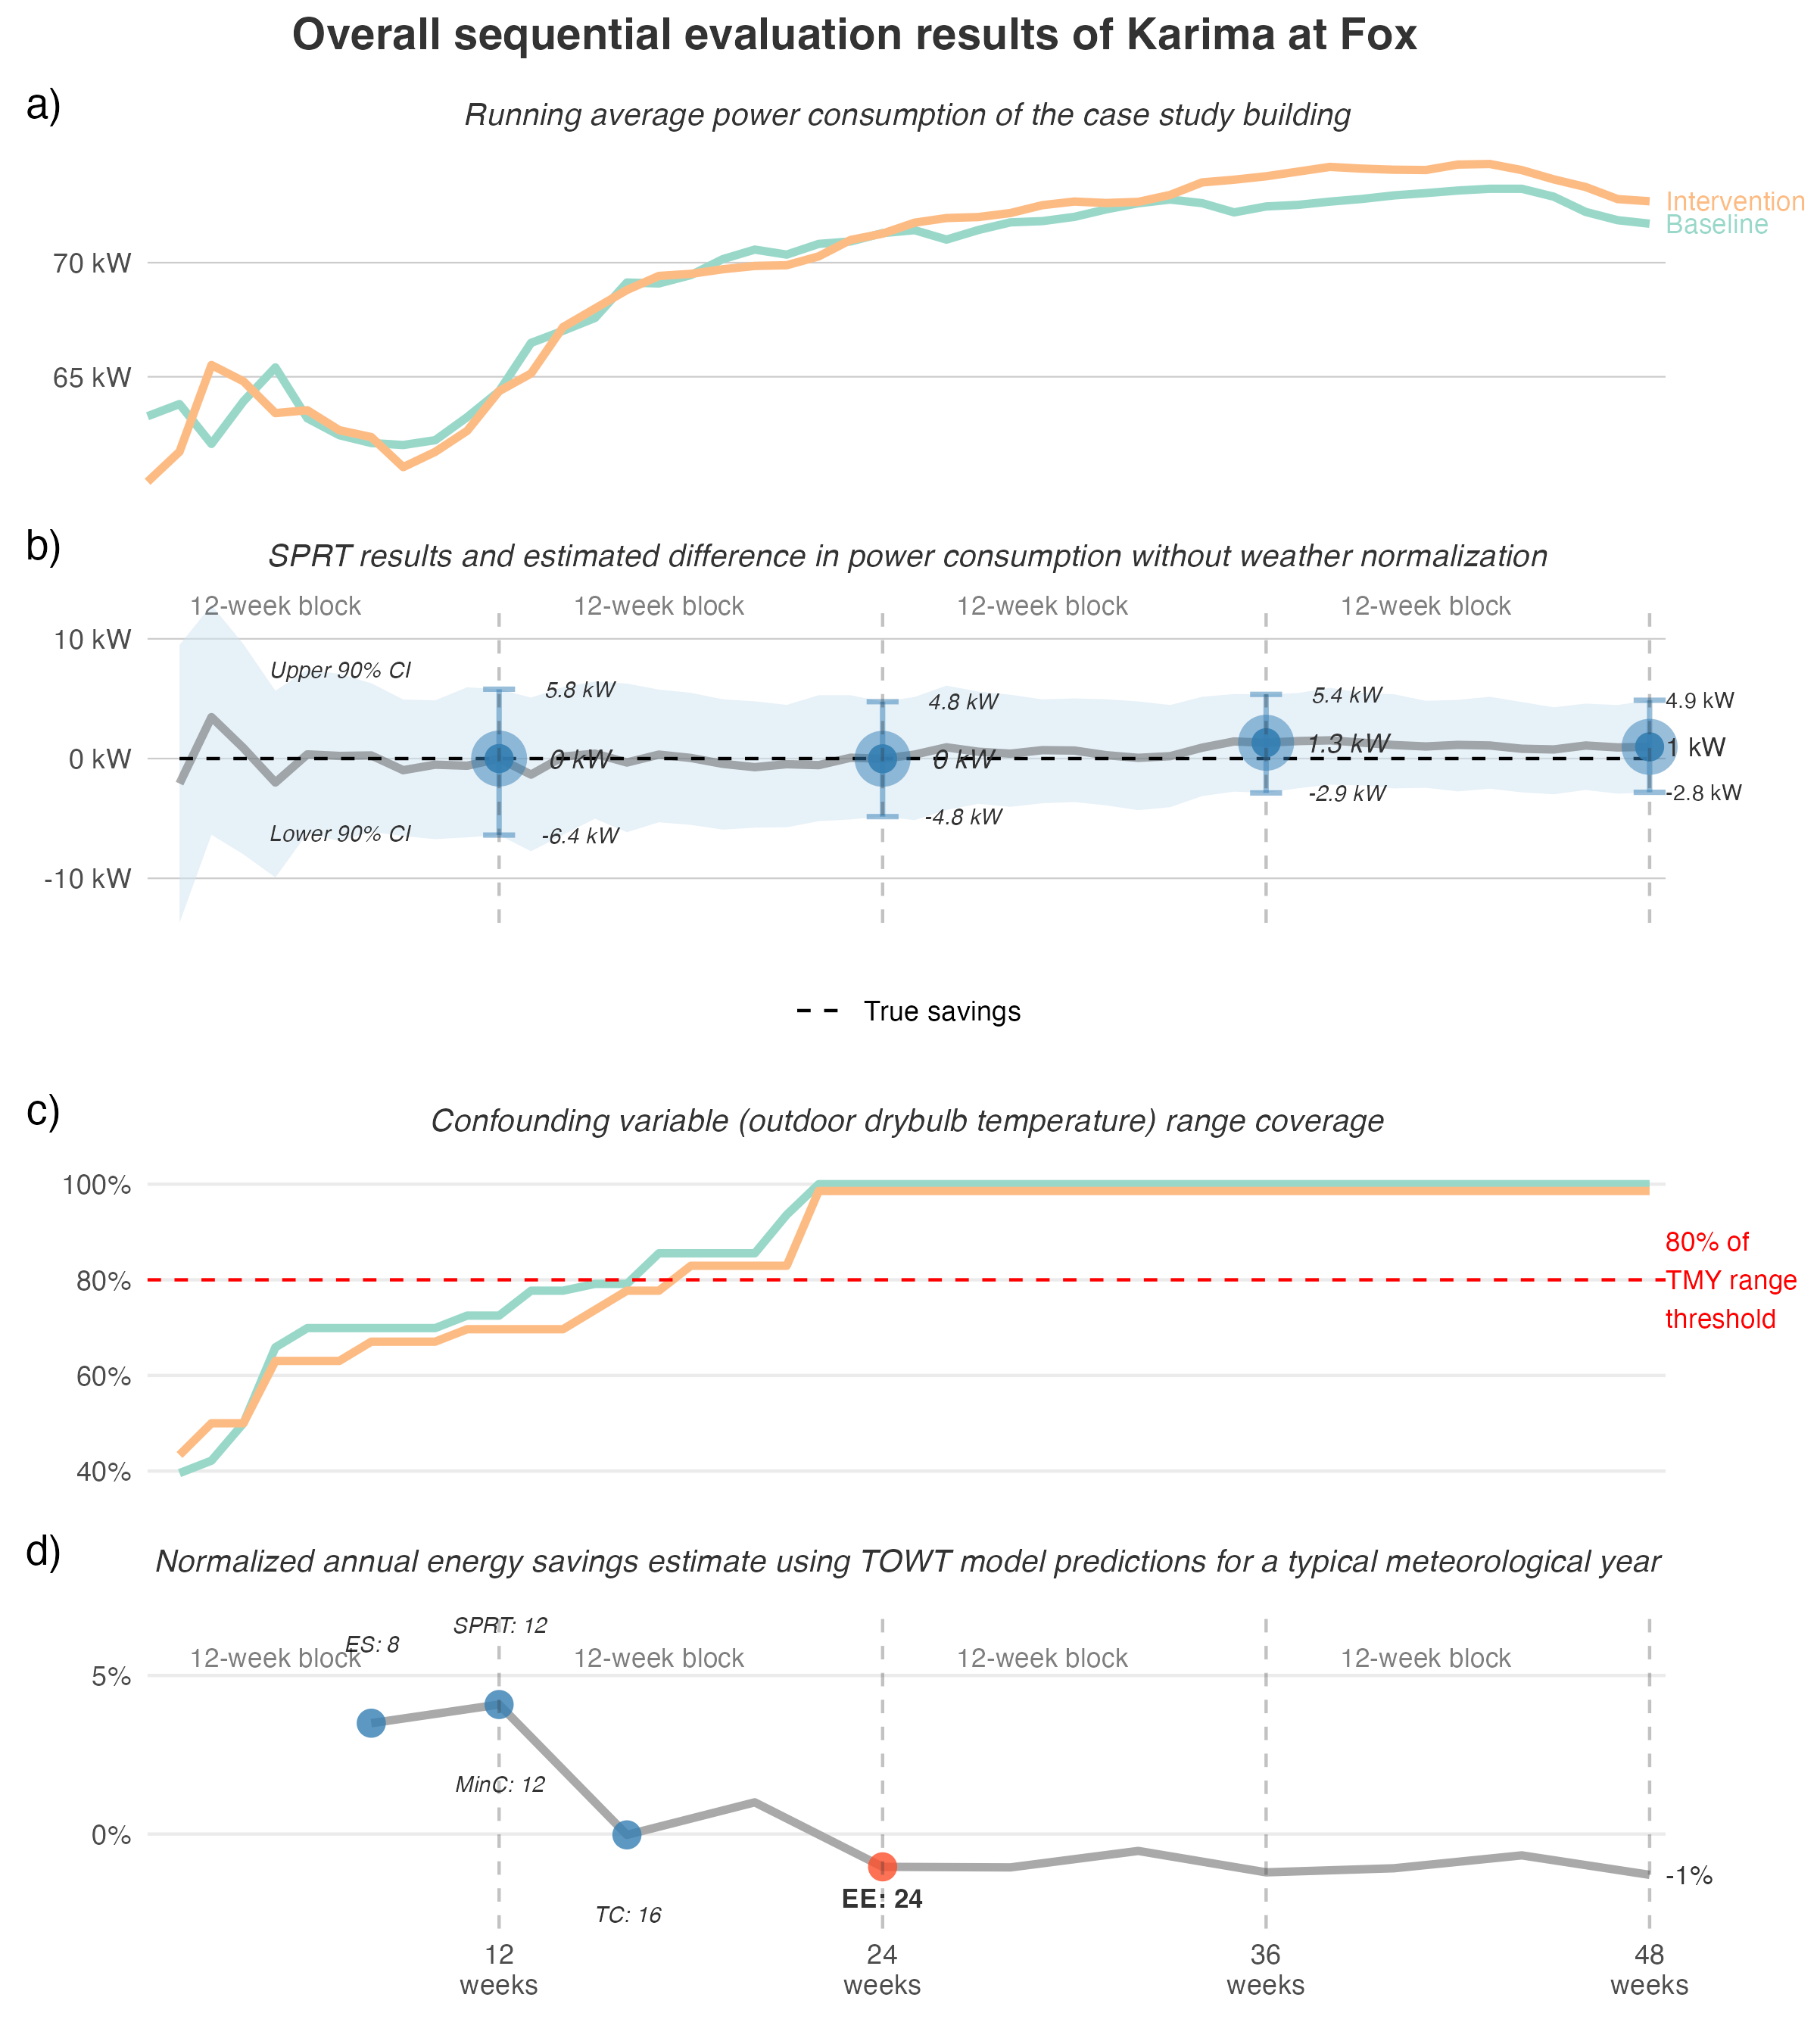 Overall sequential evaluation results of Karima at Fox
a)
Running average power consumption of the case study building
Intervention
Baseline
70 kW
65 kW
b)
SPRT results and estimated difference in power consumption without weather normalization
12-week block 12-week block 12-week block 12-week block
10 kW
Upper 90% CI
5.8 kW 4.8 kW 5.4 kW 4.9 kW
0 kW
0 kW 0 kW 1.3 kW 1 kW
-2.9 kW -2.8 kW
-4.8 kW
Lower 90% CI -6.4 kW
-10 kW
True savings
c)
Confounding variable (outdoor drybulb temperature) range coverage
100%
80%
60%
40%
80% of
TMY range
threshold
d)
Normalized annual energy savings estimate using TOWT model predictions for a typical meteorological year
SPRT: 12
ES: 8
12-week block 12-week block 12-week block 12-week block
5%
MinC: 12
0%
-1%
EE: 24
TC: 16
12
weeks
24
weeks
36
weeks
48
weeks